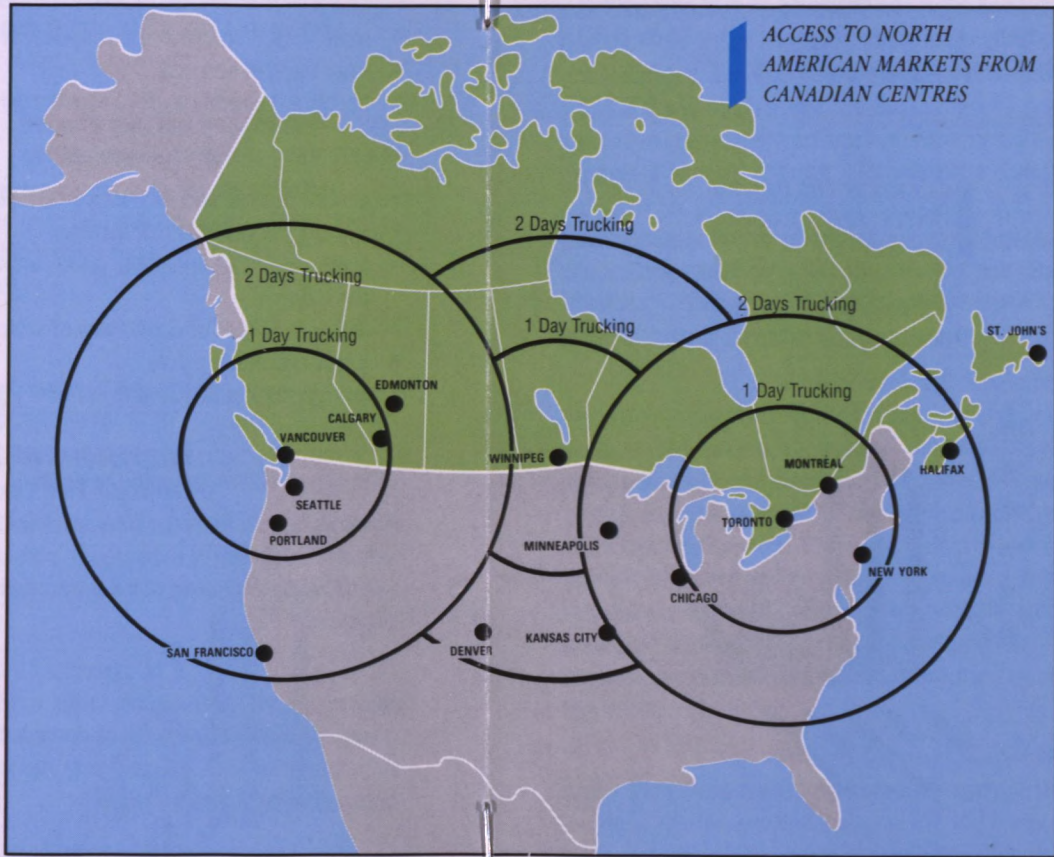 ACCESS TO NORTH
AMERICAN MARKETS FROM
CANADIAN CENTRES
2 Days Trucking
2 Days Trucking
2 Days Trucking
1 Day Trucking
1 Day Trucking
ST. JOHN'S
EDMONTON
1 Day Trucking
CALGARY
VANCOUVER
WINNIPEG
MONTRÉAL
HALIFAX
SEATTLE
TORONTO
PORTLAND
MINNEAPOLIS
NEW YORK
CHICAGO
SAN FRANCISCO
DENVER
KANSAS CITY